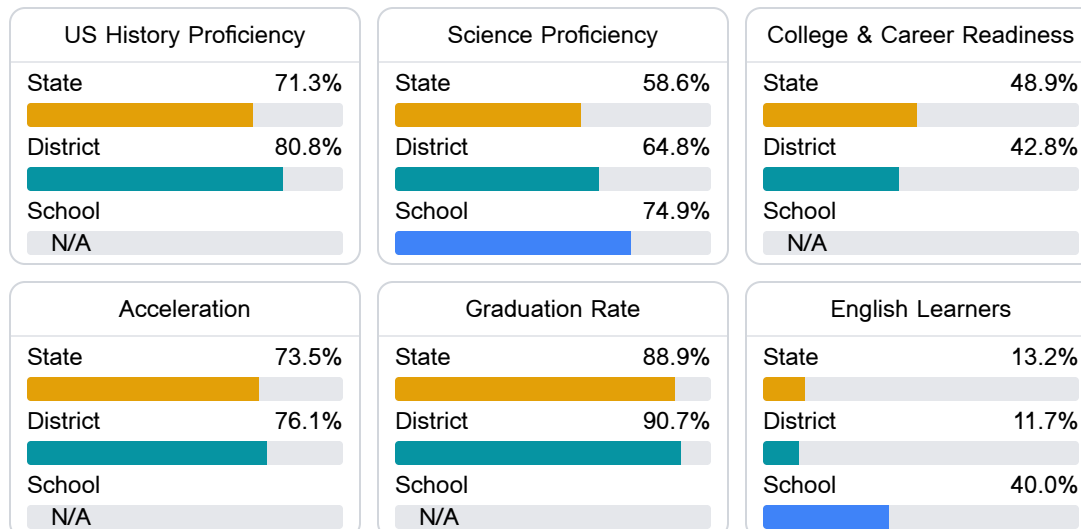 US History Proficiency
State 71.3%
District 80.8%
School
N/A
Science Proficiency
State 58.6%
District 64.8%
School 74.9%
College & Career Readiness
State 48.9%
District 42.8%
School
N/A
Acceleration
State 73.5%
District 76.1%
School
N/A
Graduation Rate
State 88.9%
District 90.7%
School
N/A
English Learners
State 13.2%
District 11.7%
School 40.0%